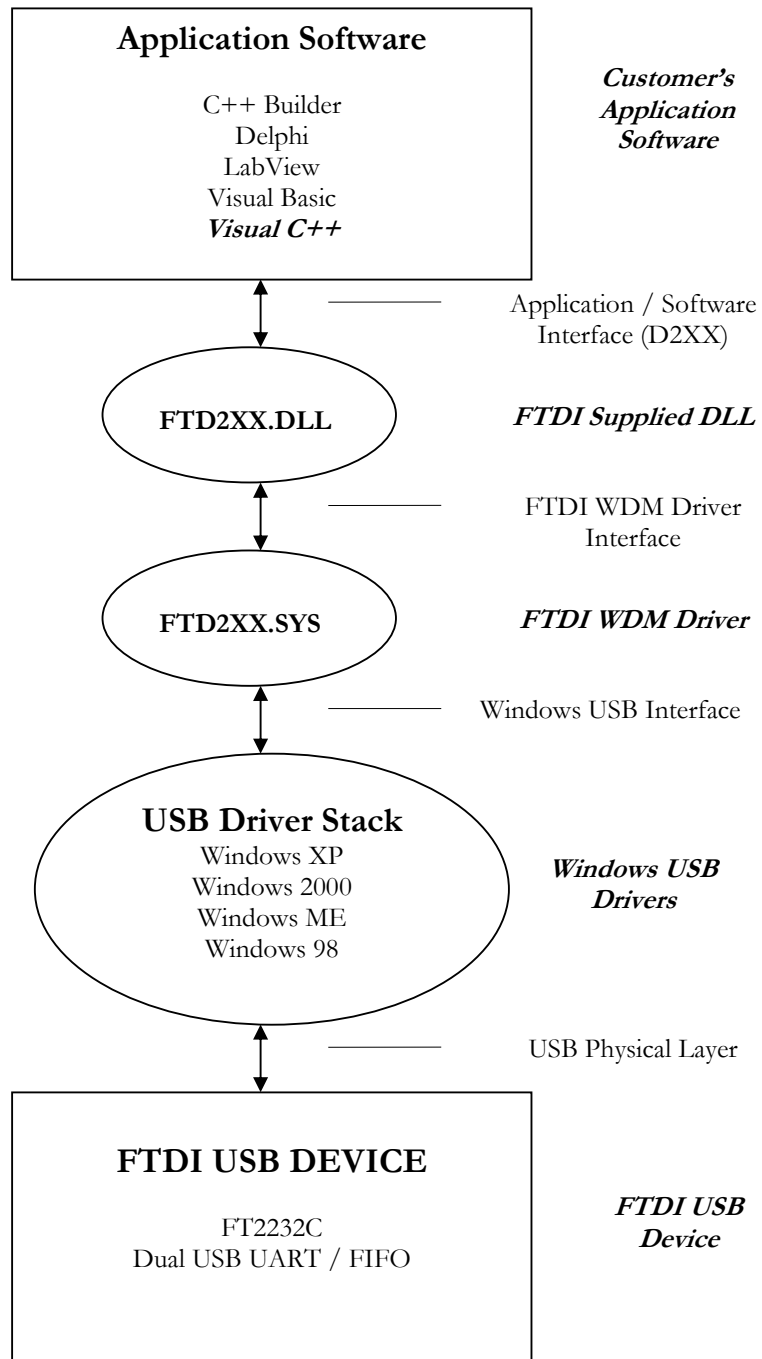 Application Software
C++ Builder
Delphi
LabView
Visual Basic
Visual C++
Customer's
Application
Software
Application / Software
Interface (D2XX)
FTD2XX.DLL
FTDI Supplied DLL
FTDI WDM Driver
Interface
FTD2XX.SYS
FTDI WDM Driver
Windows USB Interface
USB Driver Stack
Windows XP
Windows 2000
Windows ME
Windows 98
Windows USB
Drivers
USB Physical Layer
FTDI USB DEVICE
FT2232C
Dual USB UART / FIFO
FTDI USB
Device